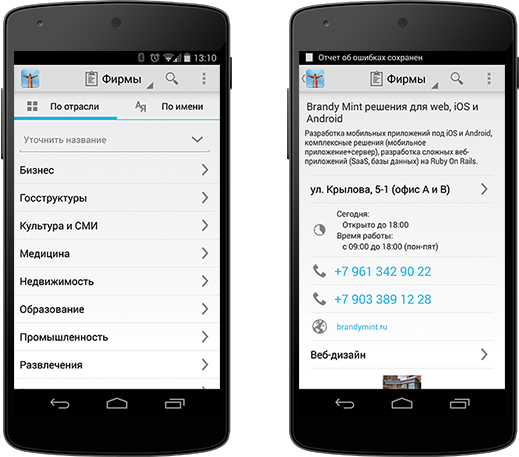 13:10
Фирмы
По отрасли
АЯ
По имени
Уточнить название
Бизнес
Госструктуры
Культура и СМИ
Медицина
Недвижимость
Образование
Промышленность
Развлечения
Отчет об ошибках сохранен
Фирмы
Brandy Mint решения для web, iOS и
Android
Разработка мобильных приложений под iOS и Android,
комплексные решения (мобильное
приложение+сервер), разработка сложных веб-
приложений (SaaS, базы данных) на Ruby On Rails.
ул. Крылова, 5-1 (офис А и В)
Сегодня:
Открыто до 18:00
Время работы:
с 09:00 до 18:00 (пон-пят)
+7 961 342 90 22
+7 903 389 12 28
brandymint.ru
Веб-дизайн